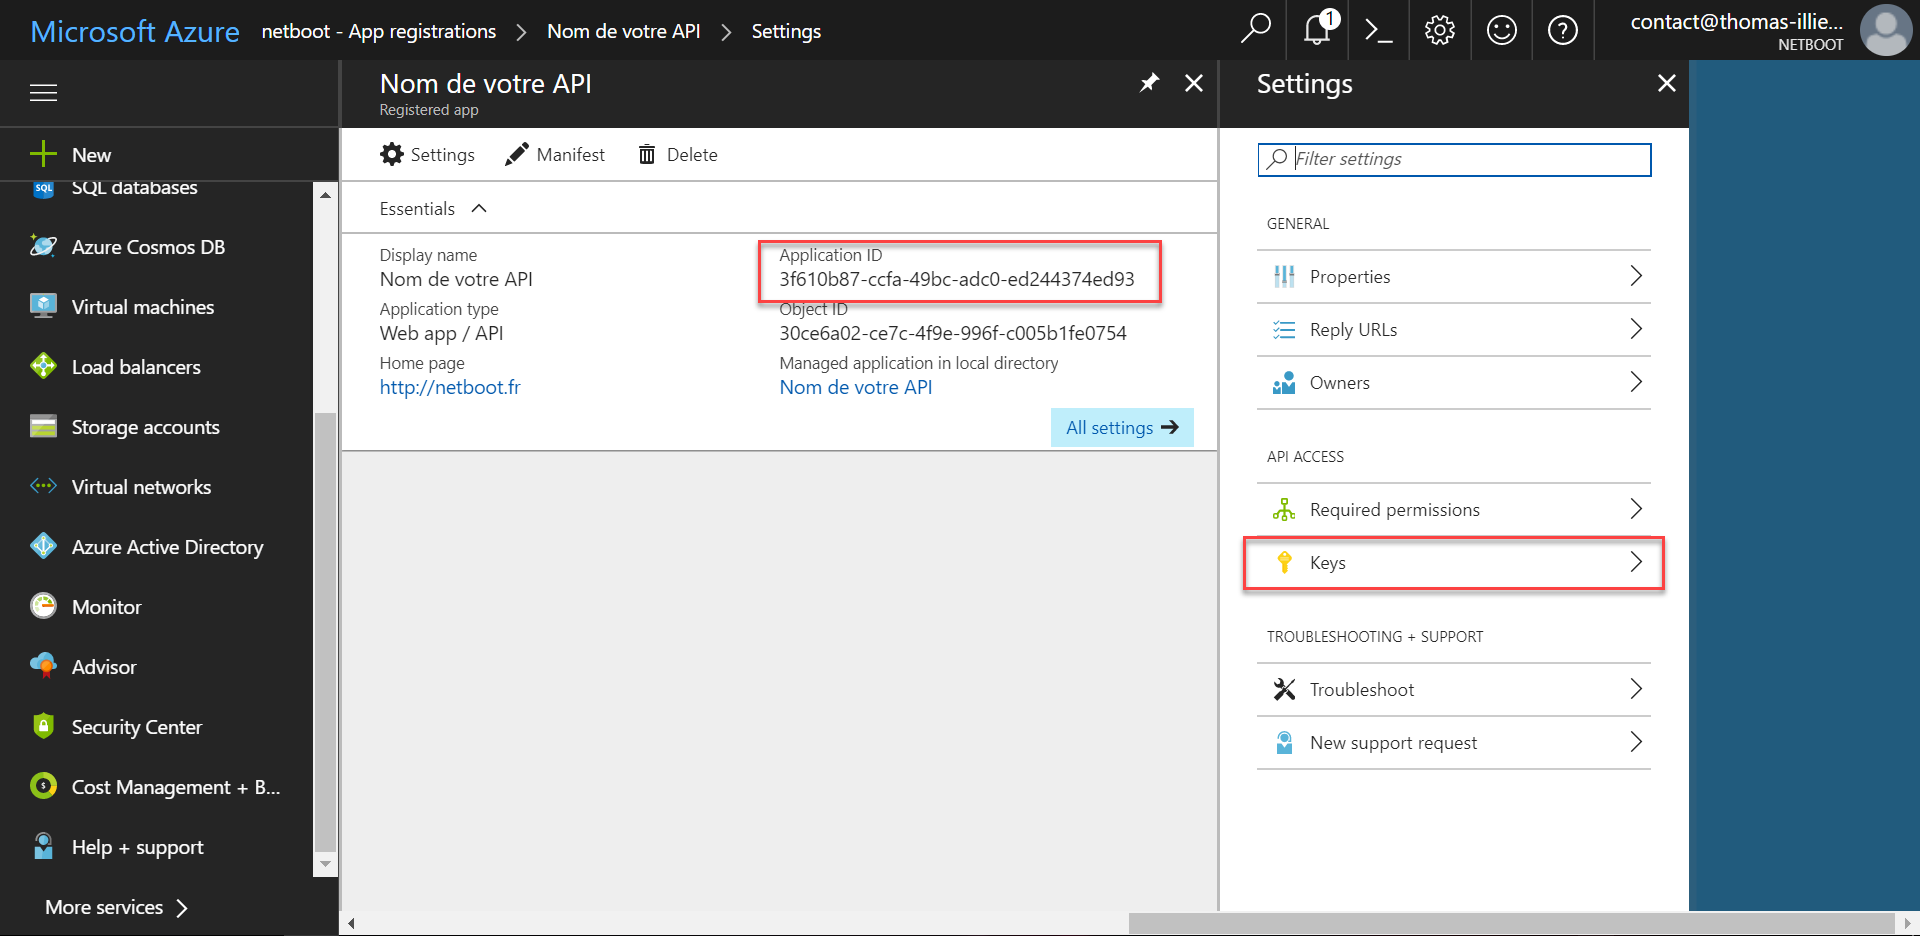 Microsoft Azure netboot - App registrations > Nom de votre API > Settings
1
contact@thomas-illie...
NETBOOT
New
SQL databases
Azure Cosmos DB
Virtual machines
Load balancers
Storage accounts
Virtual networks
Azure Active Directory
Monitor
Advisor
Security Center
Cost Management + B...
Help + support
More services >
Nom de votre API
Registered app
Settings Manifest Delete
Essentials
Display name
Nom de votre API
Application type
Web app / API
Home page
http://netboot.fr
Application ID
3f610b87-ccfa-49bc-adc0-ed244374ed93
Object ID
30ce6a02-ce7c-4f9e-996f-c005b1fe0754
Managed application in local directory
Nom de votre API
All settings →
Settings
Filter settings
GENERAL
Properties
Reply URLs
Owners
API ACCESS
Required permissions
Keys
TROUBLESHOOTING + SUPPORT
Troubleshoot
New support request